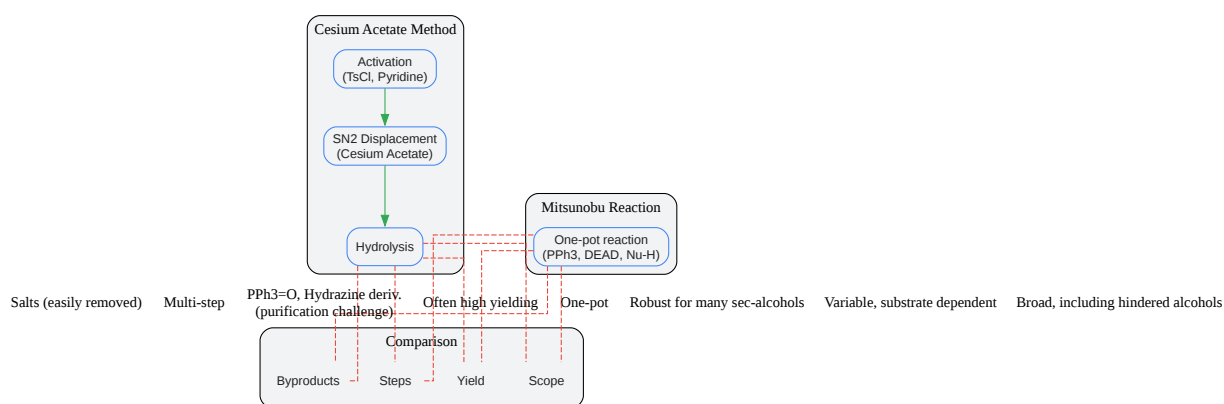 Cesium Acetate Method
Activation
(TsCl, Pyridine)
SN2 Displacement
(Cesium Acetate)
Hydrolysis
Mitsunobu Reaction
One-pot reaction
(PPh3, DEAD, Nu-H)
Salts (easily removed)
Multi-step
PPh3=O, Hydrazine deriv.
(purification challenge)
Often high yielding
One-pot
Robust for many sec-alcohols
Variable, substrate dependent
Broad, including hindered alcohols
Comparison
Byproducts
Steps
Yield
Scope